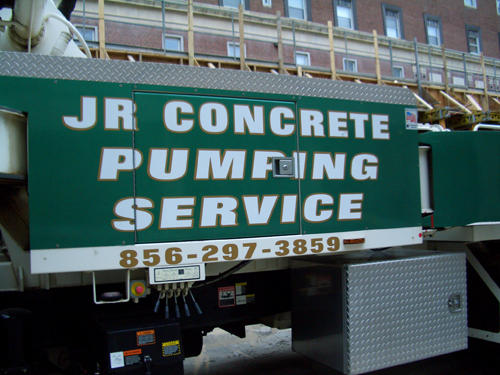 JR CONCRETE
PUMPING
SERVICE
856-297-3859